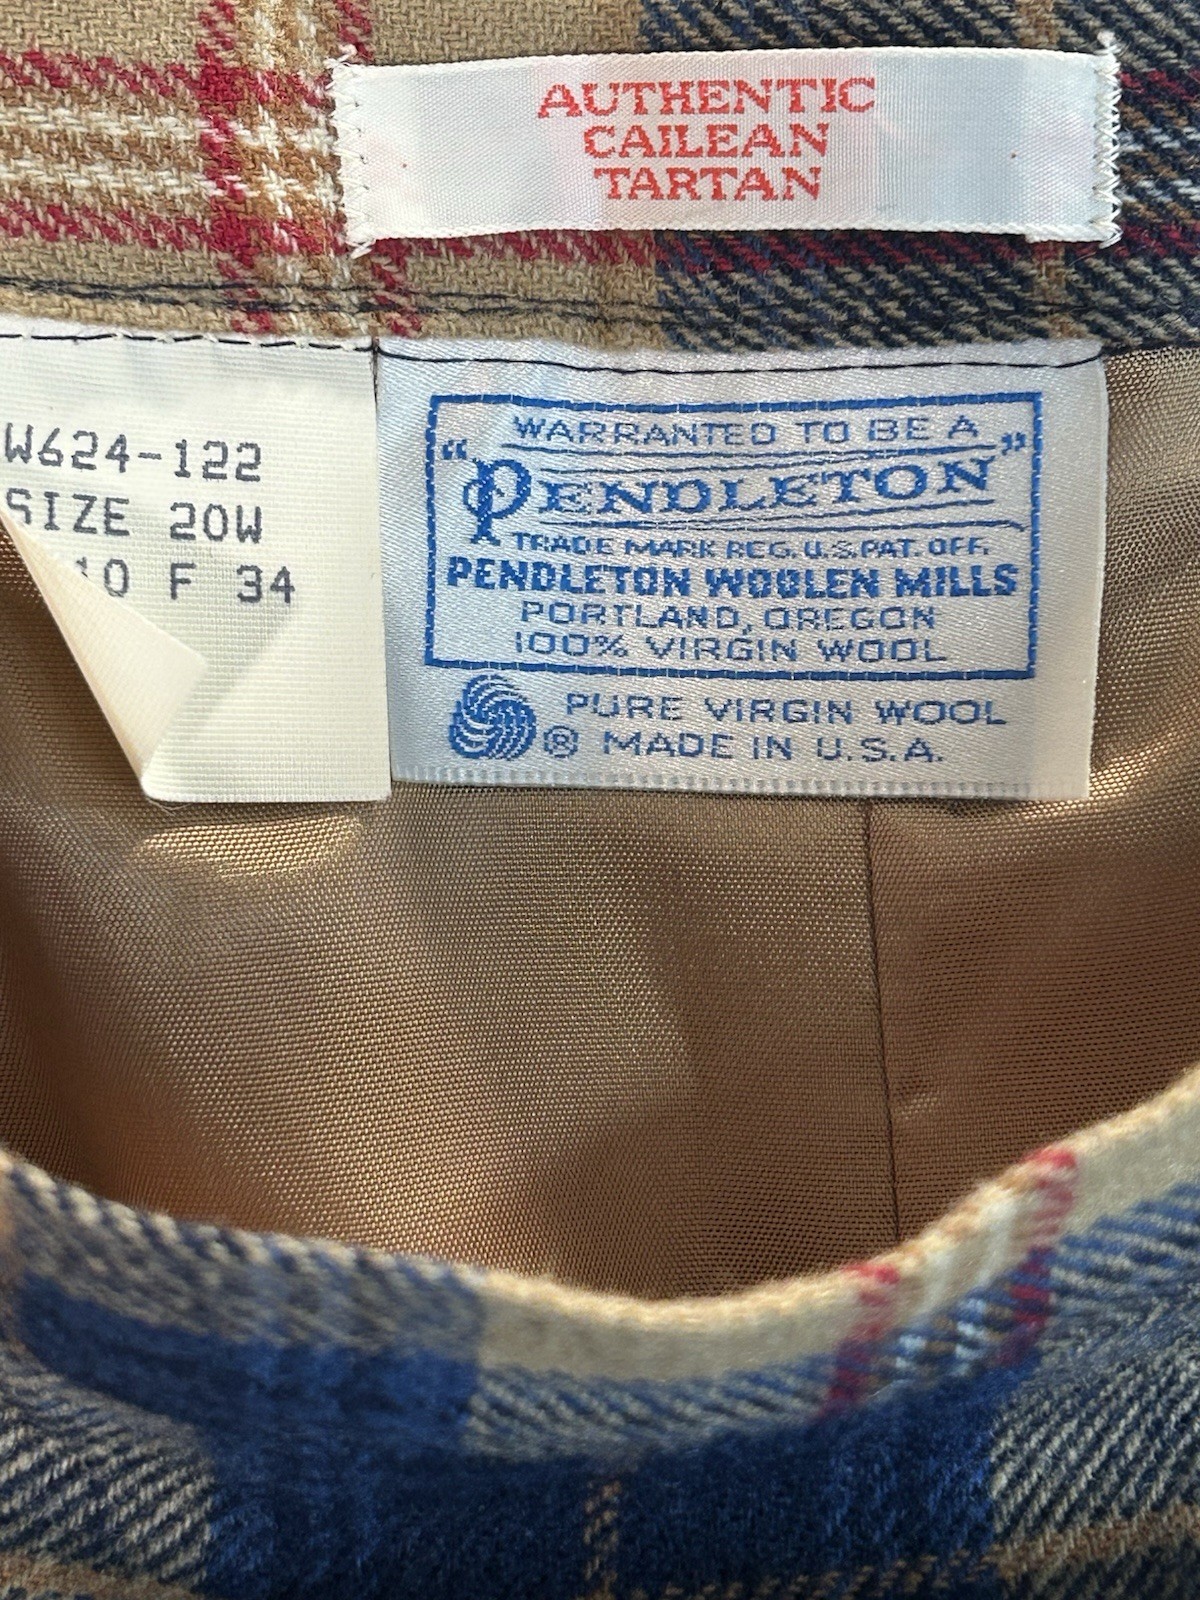 AUTHENTIC
CAILEAN
TARTAN
W624-122
SIZE 20W
10 F 34
WARRANTED TO BE A
"PENDLETON"
TRADE MARK REG. U.S. PAT. OFF.
PENDLETON WOOLEN MILLS
PORTLAND, OREGON
100% VIRGIN WOOL
PURE VIRGIN WOOL
® MADE IN U.S.A.